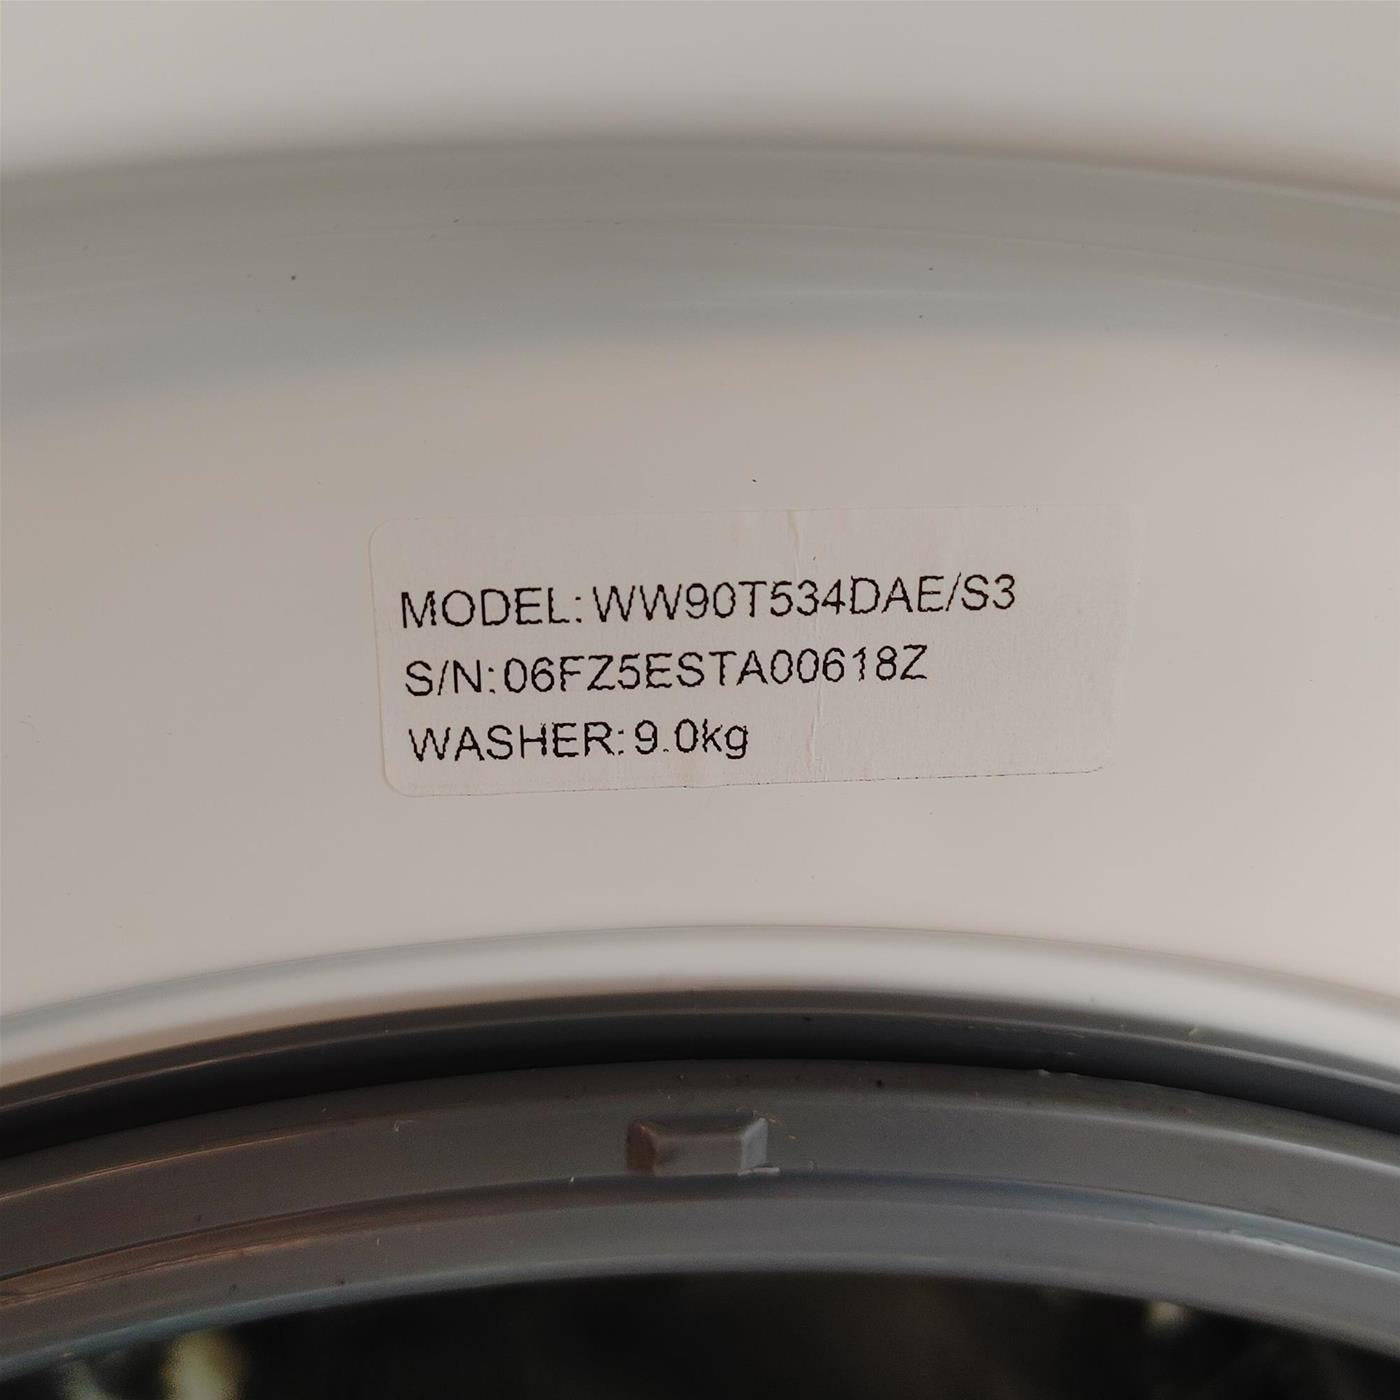 MODEL: WW90T534DAE/S3
S/N: 06FZ5ESTA00618Z
WASHER: 9.0kg